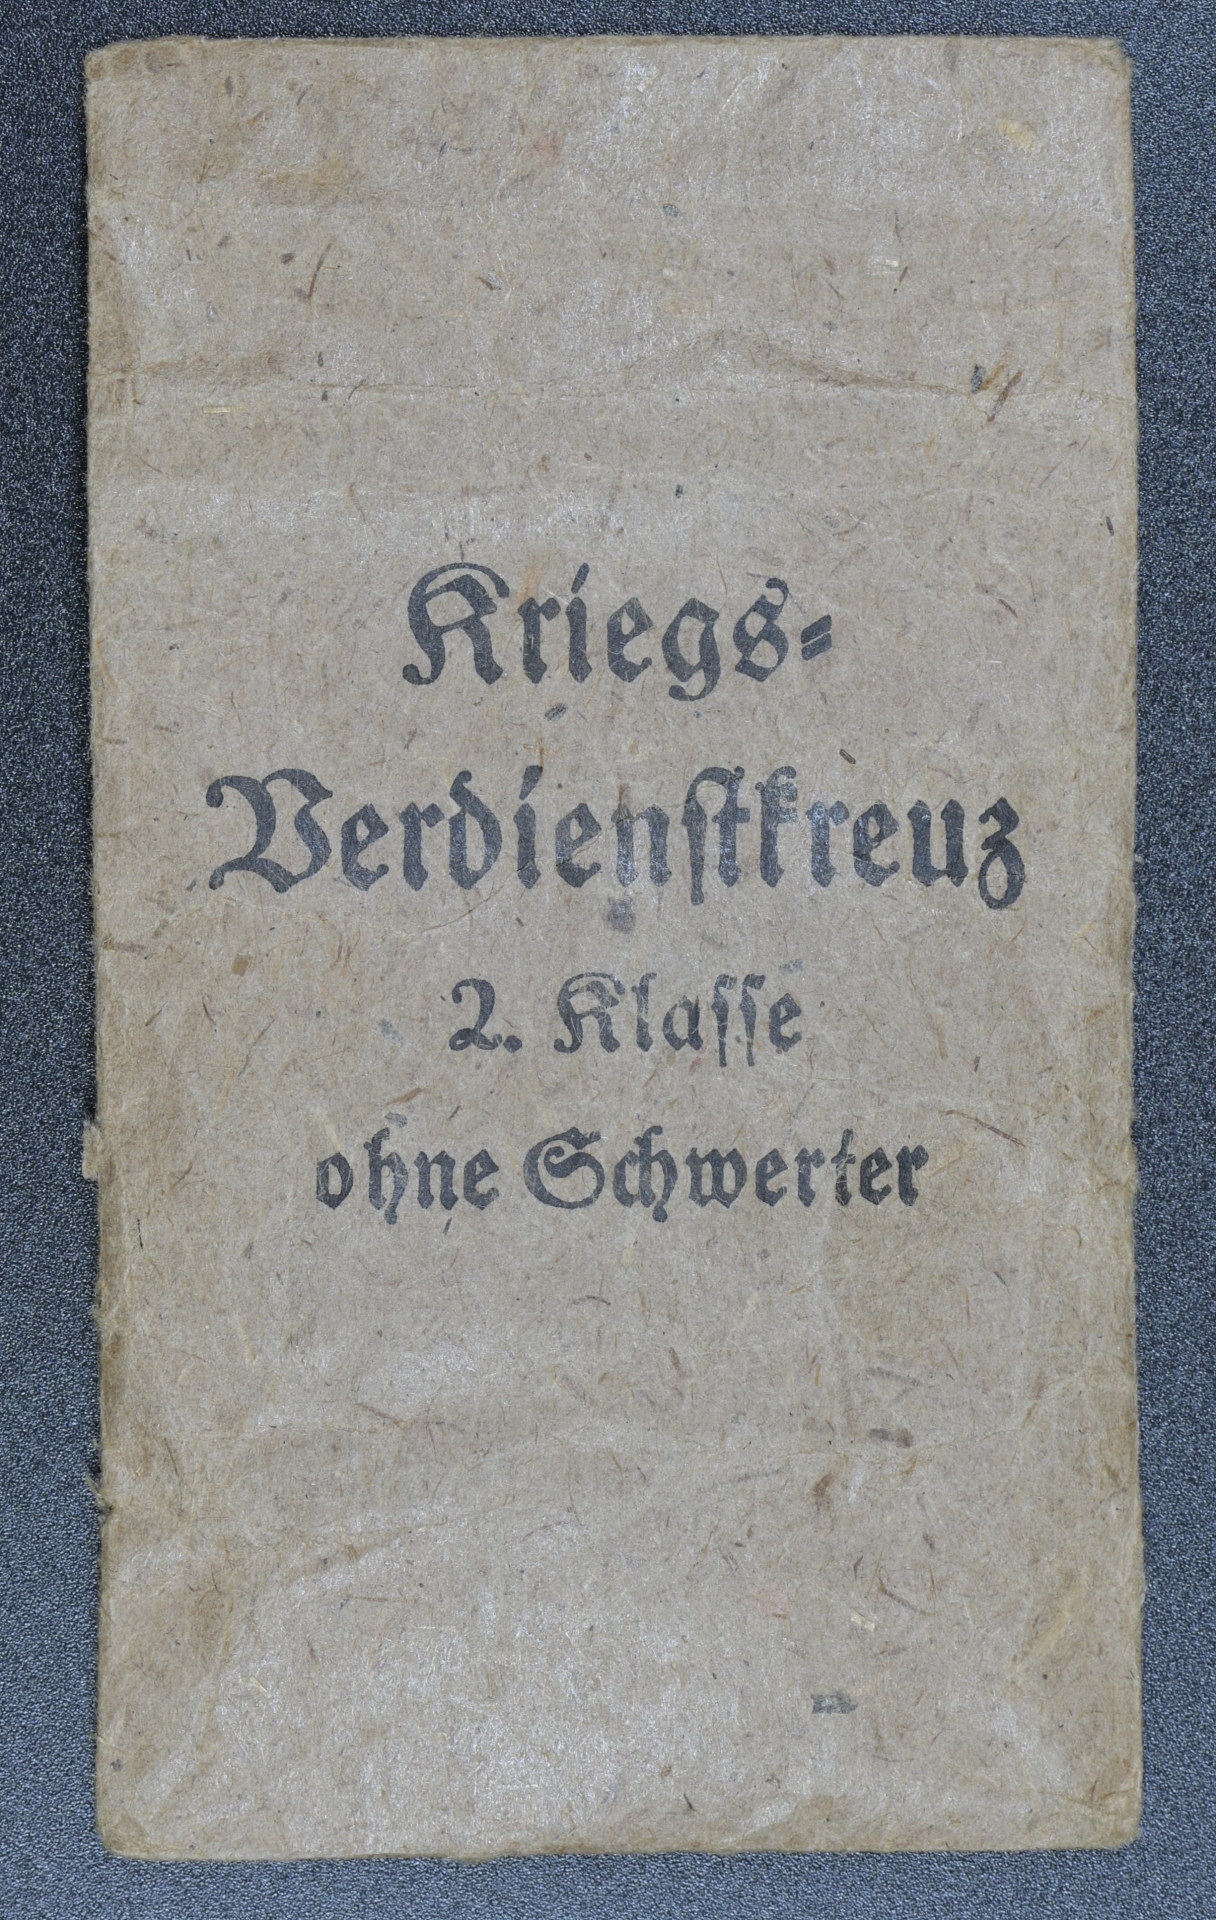 Kriegs-
Verdienstkreuz
2. Klasse
ohne Schwerter